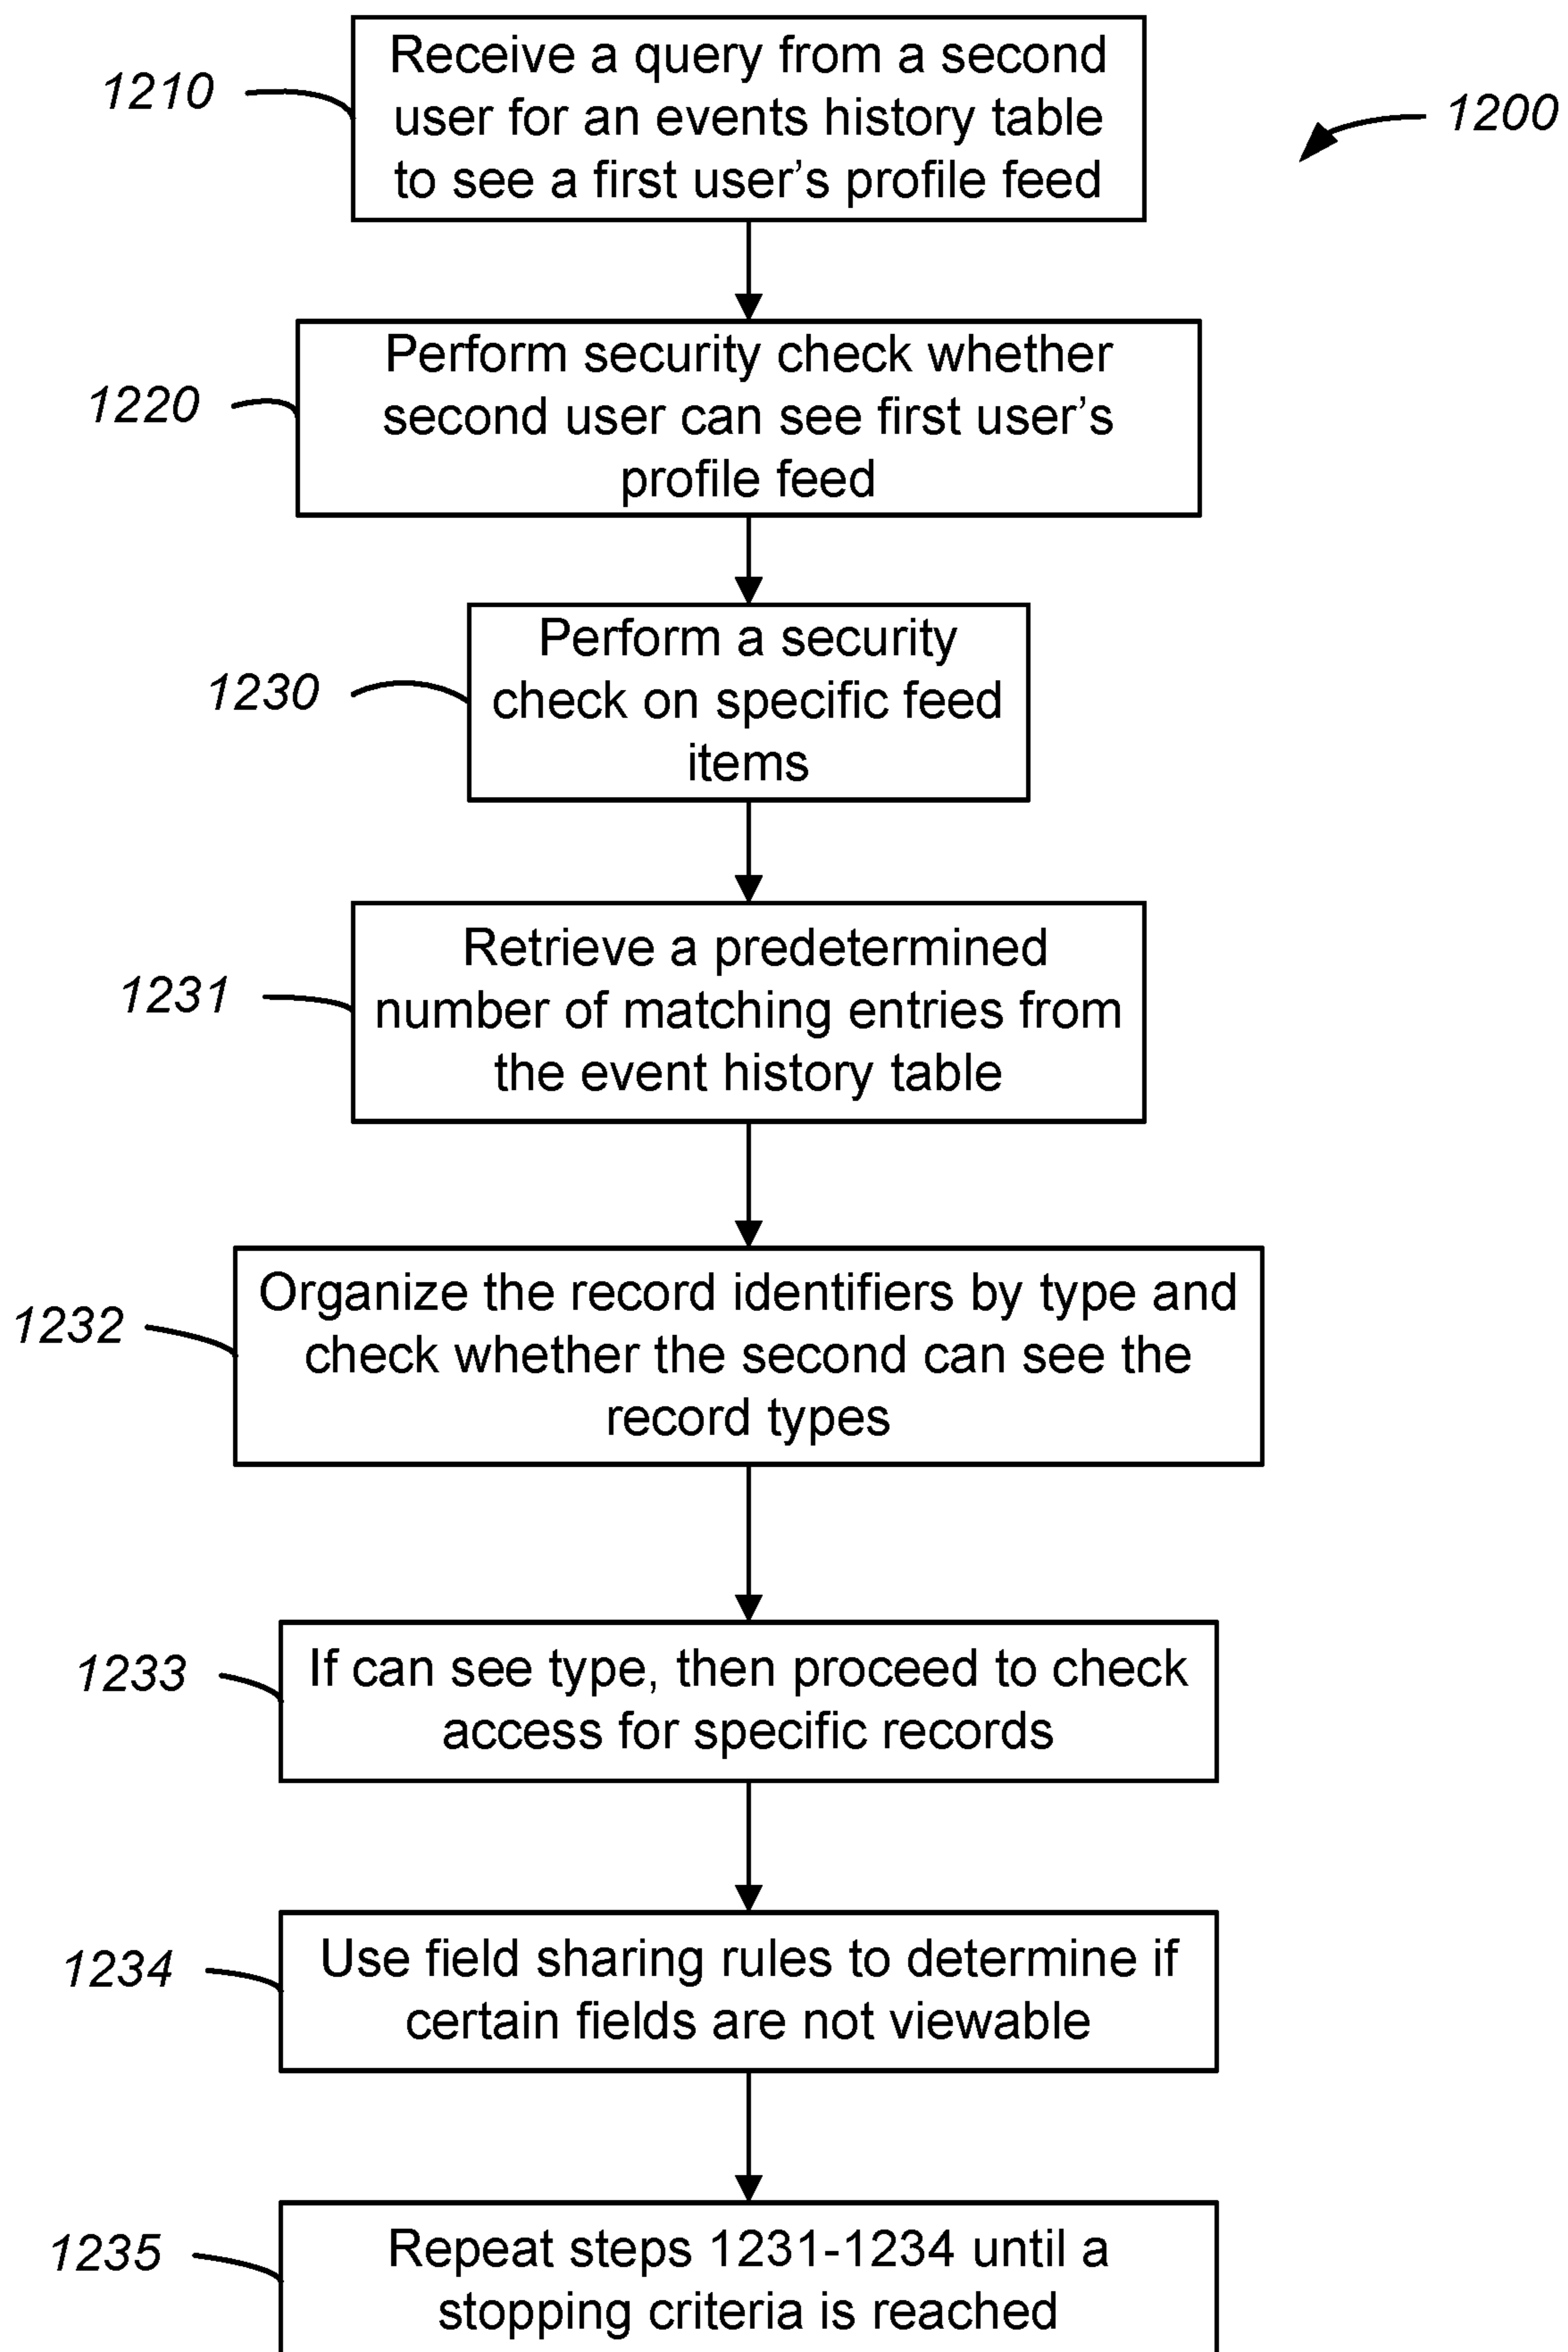 1200
1210
Receive a query from a second
user for an events history table
to see a first user’s profile feed
1220
Perform security check whether
second user can see first user’s
profile feed
1230
Perform a security
check on specific feed
items
1231
Retrieve a predetermined
number of matching entries from
the event history table
1232
Organize the record identifiers by type and
check whether the second can see the
record types
1233
If can see type, then proceed to check
access for specific records
1234
Use field sharing rules to determine if
certain fields are not viewable
1235
Repeat steps 1231-1234 until a
stopping criteria is reached